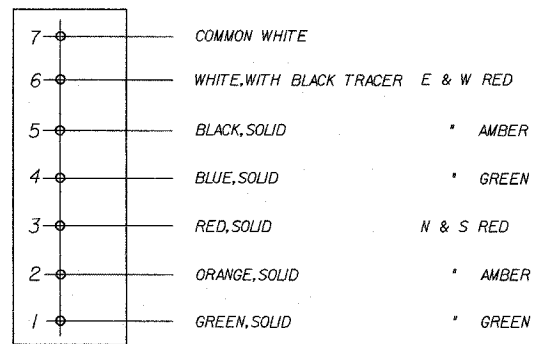 7 COMMON WHITE
6 WHITE, WITH BLACK TRACER E & W RED
5 BLACK, SOLID " AMBER
4 BLUE, SOLID " GREEN
3 RED, SOLID N & S RED
2 ORANGE, SOLID " AMBER
1 GREEN, SOLID " GREEN